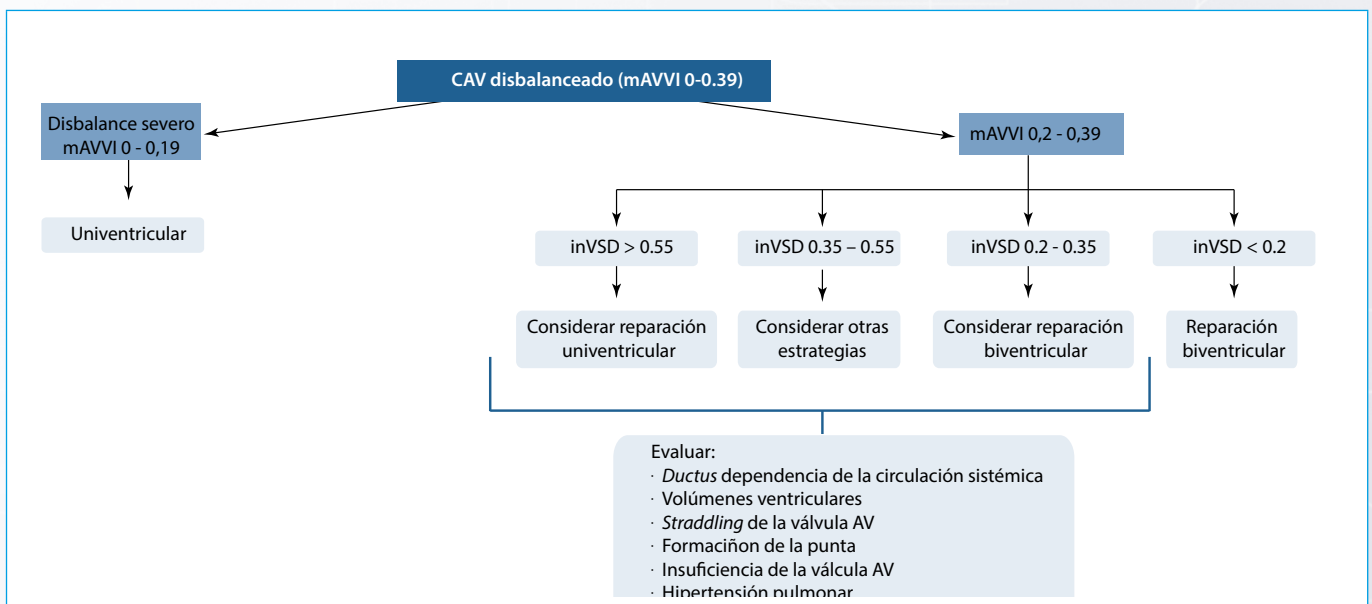 CAV disbalanceado (mAVVI 0-0.39)
Disbalance severo
mAVVI 0 - 0,19
mAVVI 0,2 - 0,39
Univentricular
inVSD > 0.55
inVSD 0.35 – 0.55
inVSD 0.2 - 0.35
inVSD < 0.2
Considerar reparación
univentricular
Considerar otras
estrategias
Considerar reparación
biventricular
Reparación
biventricular
Evaluar:
· Ductus dependencia de la circulación sistémica
· Volúmenes ventriculares
· Straddling de la válvula AV
· Formaciñon de la punta
· Insuficiencia de la válcula AV
· Hipertensión pulmonar